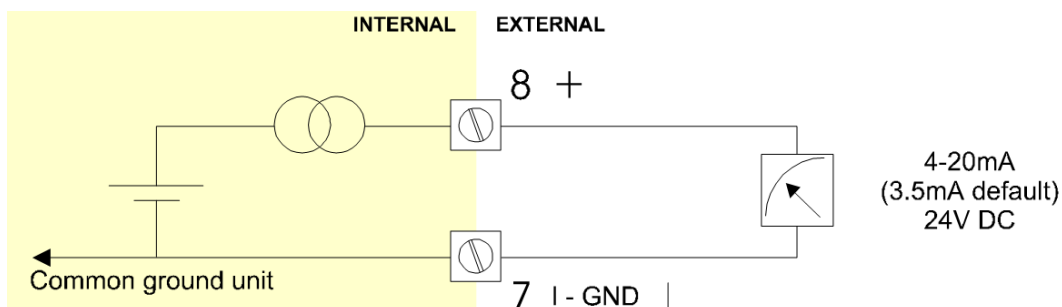 INTERNAL EXTERNAL
8 +
4-20mA
(3.5mA default)
24V DC
Common ground unit
7 I - GND |